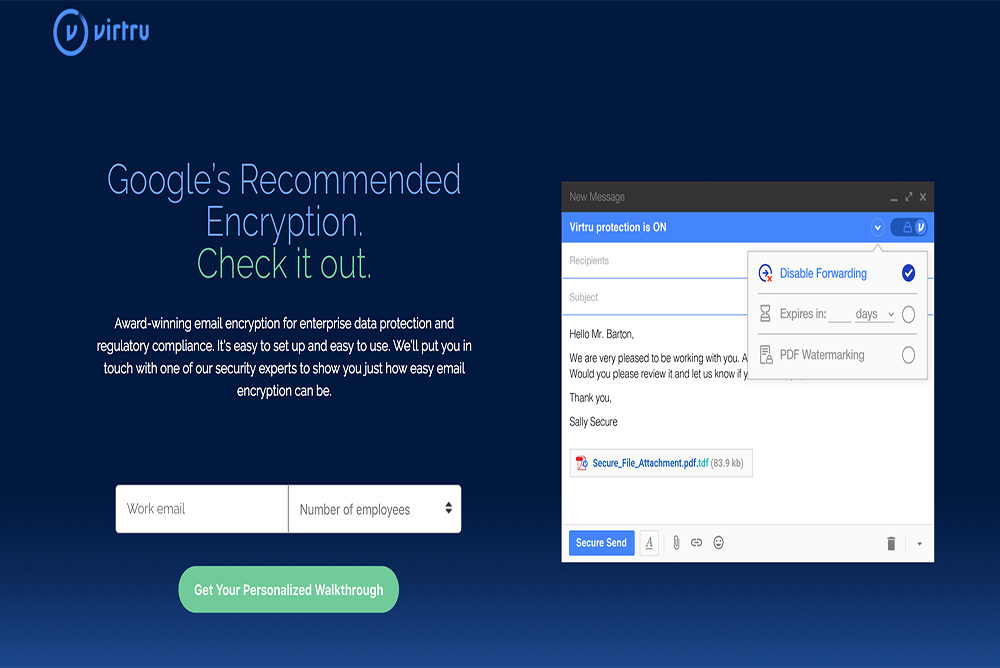 virtru
Google's Recommended
Encryption.
Check it out.
Award-winning email encryption for enterprise data protection and
regulatory compliance. It's easy to set up and easy to use. We'll put you in
touch with one of our security experts to show you just how easy email
encryption can be.
Work email
Number of employees
Get Your Personalized Walkthrough
New Message
Virtru protection is ON
Recipients
Subject
Disable Forwarding
Expires in: ____ days
PDF Watermarking
Hello Mr. Barton,
We are very pleased to be working with you. A
Would you please review it and let us know if
Thank you,
Sally Secure
Secure_File_Attachment.pdf.tdf (83.9 kb)
Secure Send
A